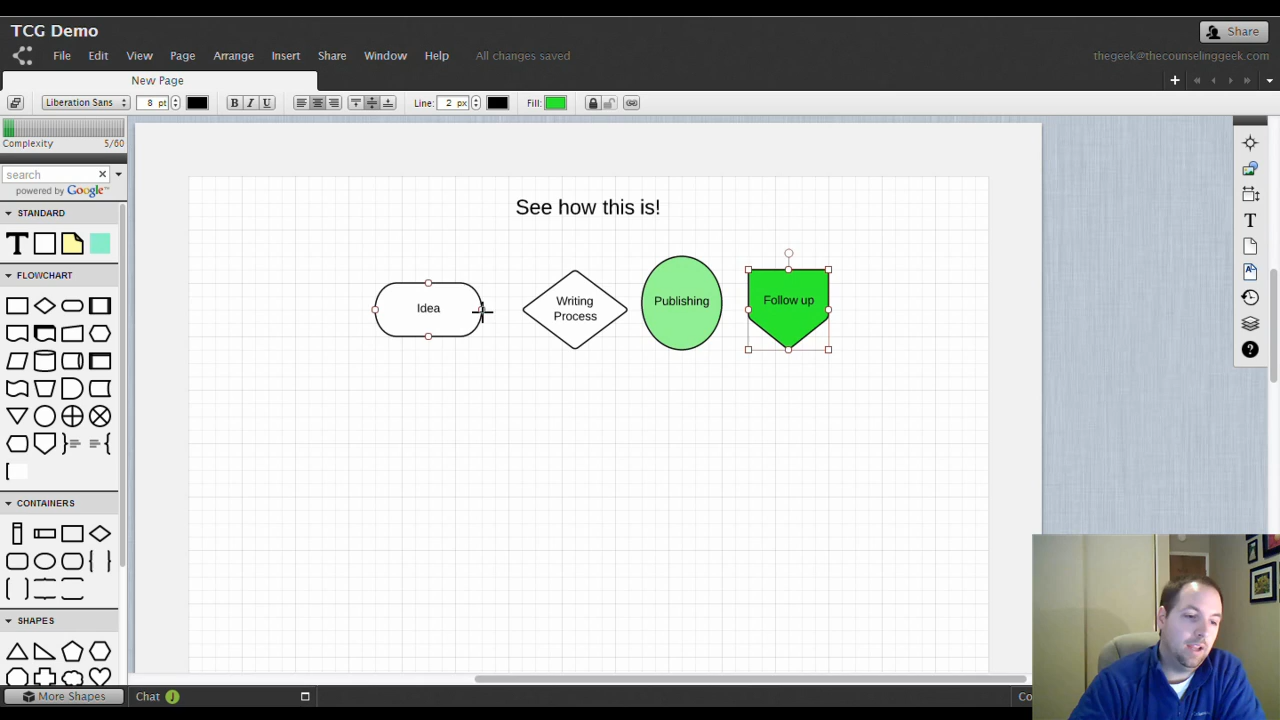 TCG Demo
Share
File Edit View Page Arrange Insert Share Window Help All changes saved
thegeek@thecounselinggeek.com
New Page
Liberation Sans 8 pt B I U Line: 2 px Fill:
Complexity 5/60
search
powered by Google™
STANDARD
T
FLOWCHART
CONTAINERS
SHAPES
More Shapes
Chat
Co
See how this is!
Idea
Writing
Process
Publishing
Follow up
T
A
?